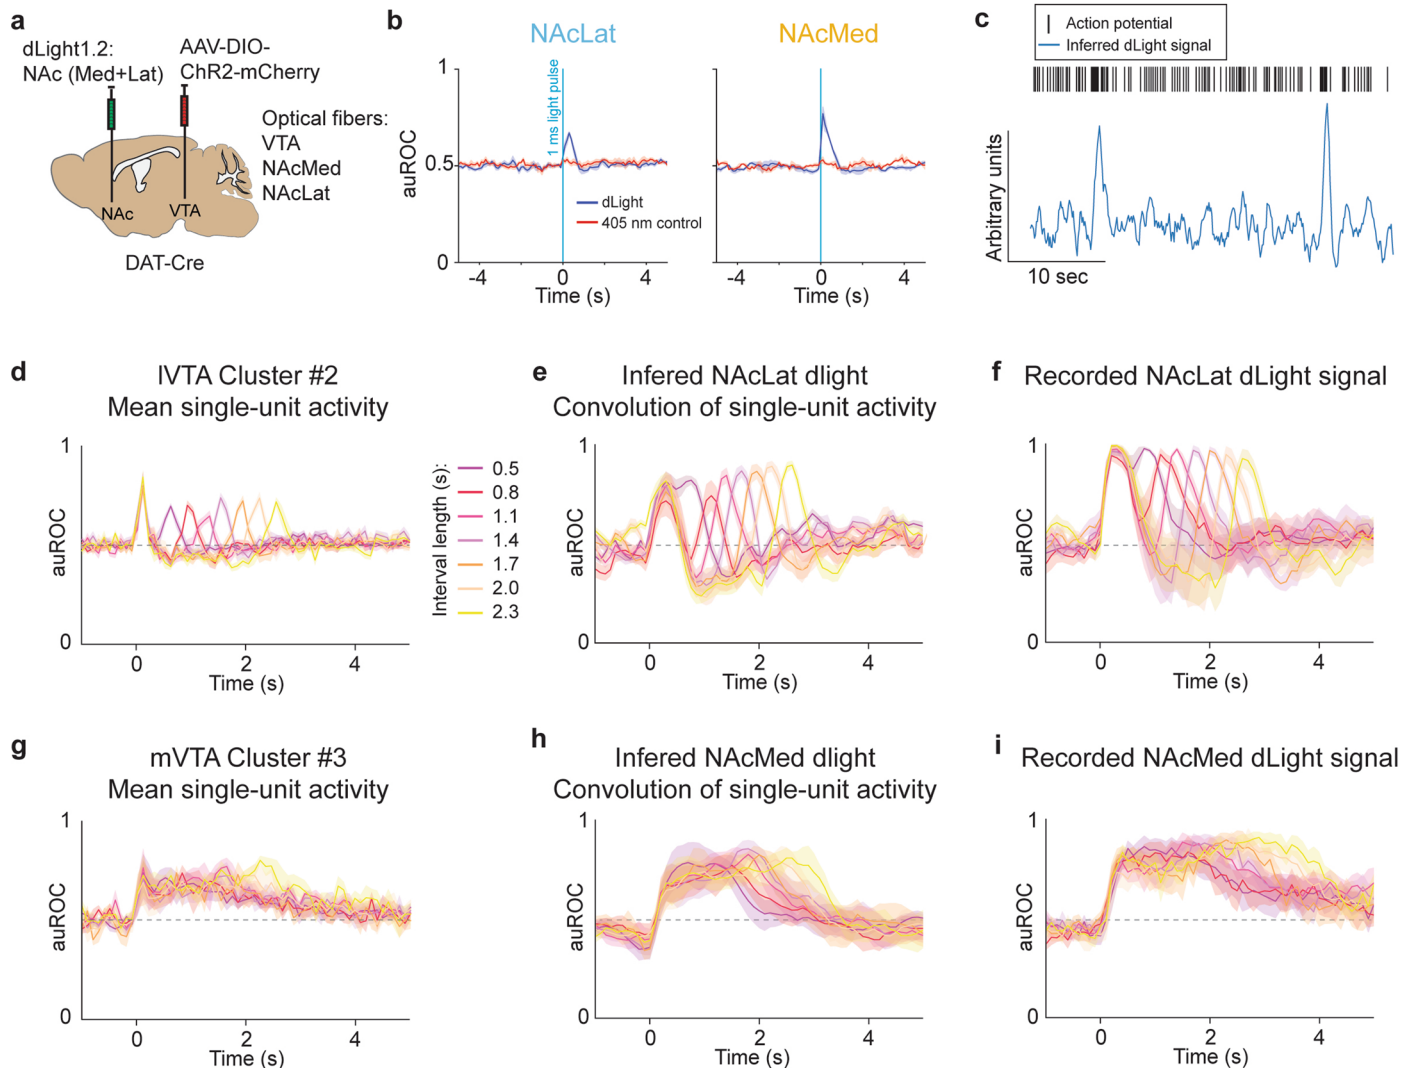 a
dLight1.2:
NAc (Med+Lat)
AAV-DIO-
ChR2-mCherry
Optical fibers:
VTA
NAcMed
NAcLat
NAc
VTA
DAT-Cre
b
NAcLat
NAcMed
1 ms light pulse
auROC
1
0.5
0
dLight
405 nm control
-4
0
4
Time (s)
-4
0
4
Time (s)
c
Action potential
Inferred dLight signal
Arbitrary units
10 sec
d
lVTA Cluster #2
Mean single-unit activity
1
auROC
0
0
2
4
Time (s)
Interval length (s):
0.5
0.8
1.1
1.4
1.7
2.0
2.3
e
Infered NAcLat dlight
Convolution of single-unit activity
1
auROC
0
0
2
4
Time (s)
f
Recorded NAcLat dLight signal
1
auROC
0
0
2
4
Time (s)
g
mVTA Cluster #3
Mean single-unit activity
1
auROC
0
0
2
4
Time (s)
h
Infered NAcMed dlight
Convolution of single-unit activity
1
auROC
0
0
2
4
Time (s)
i
Recorded NAcMed dLight signal
1
auROC
0
0
2
4
Time (s)